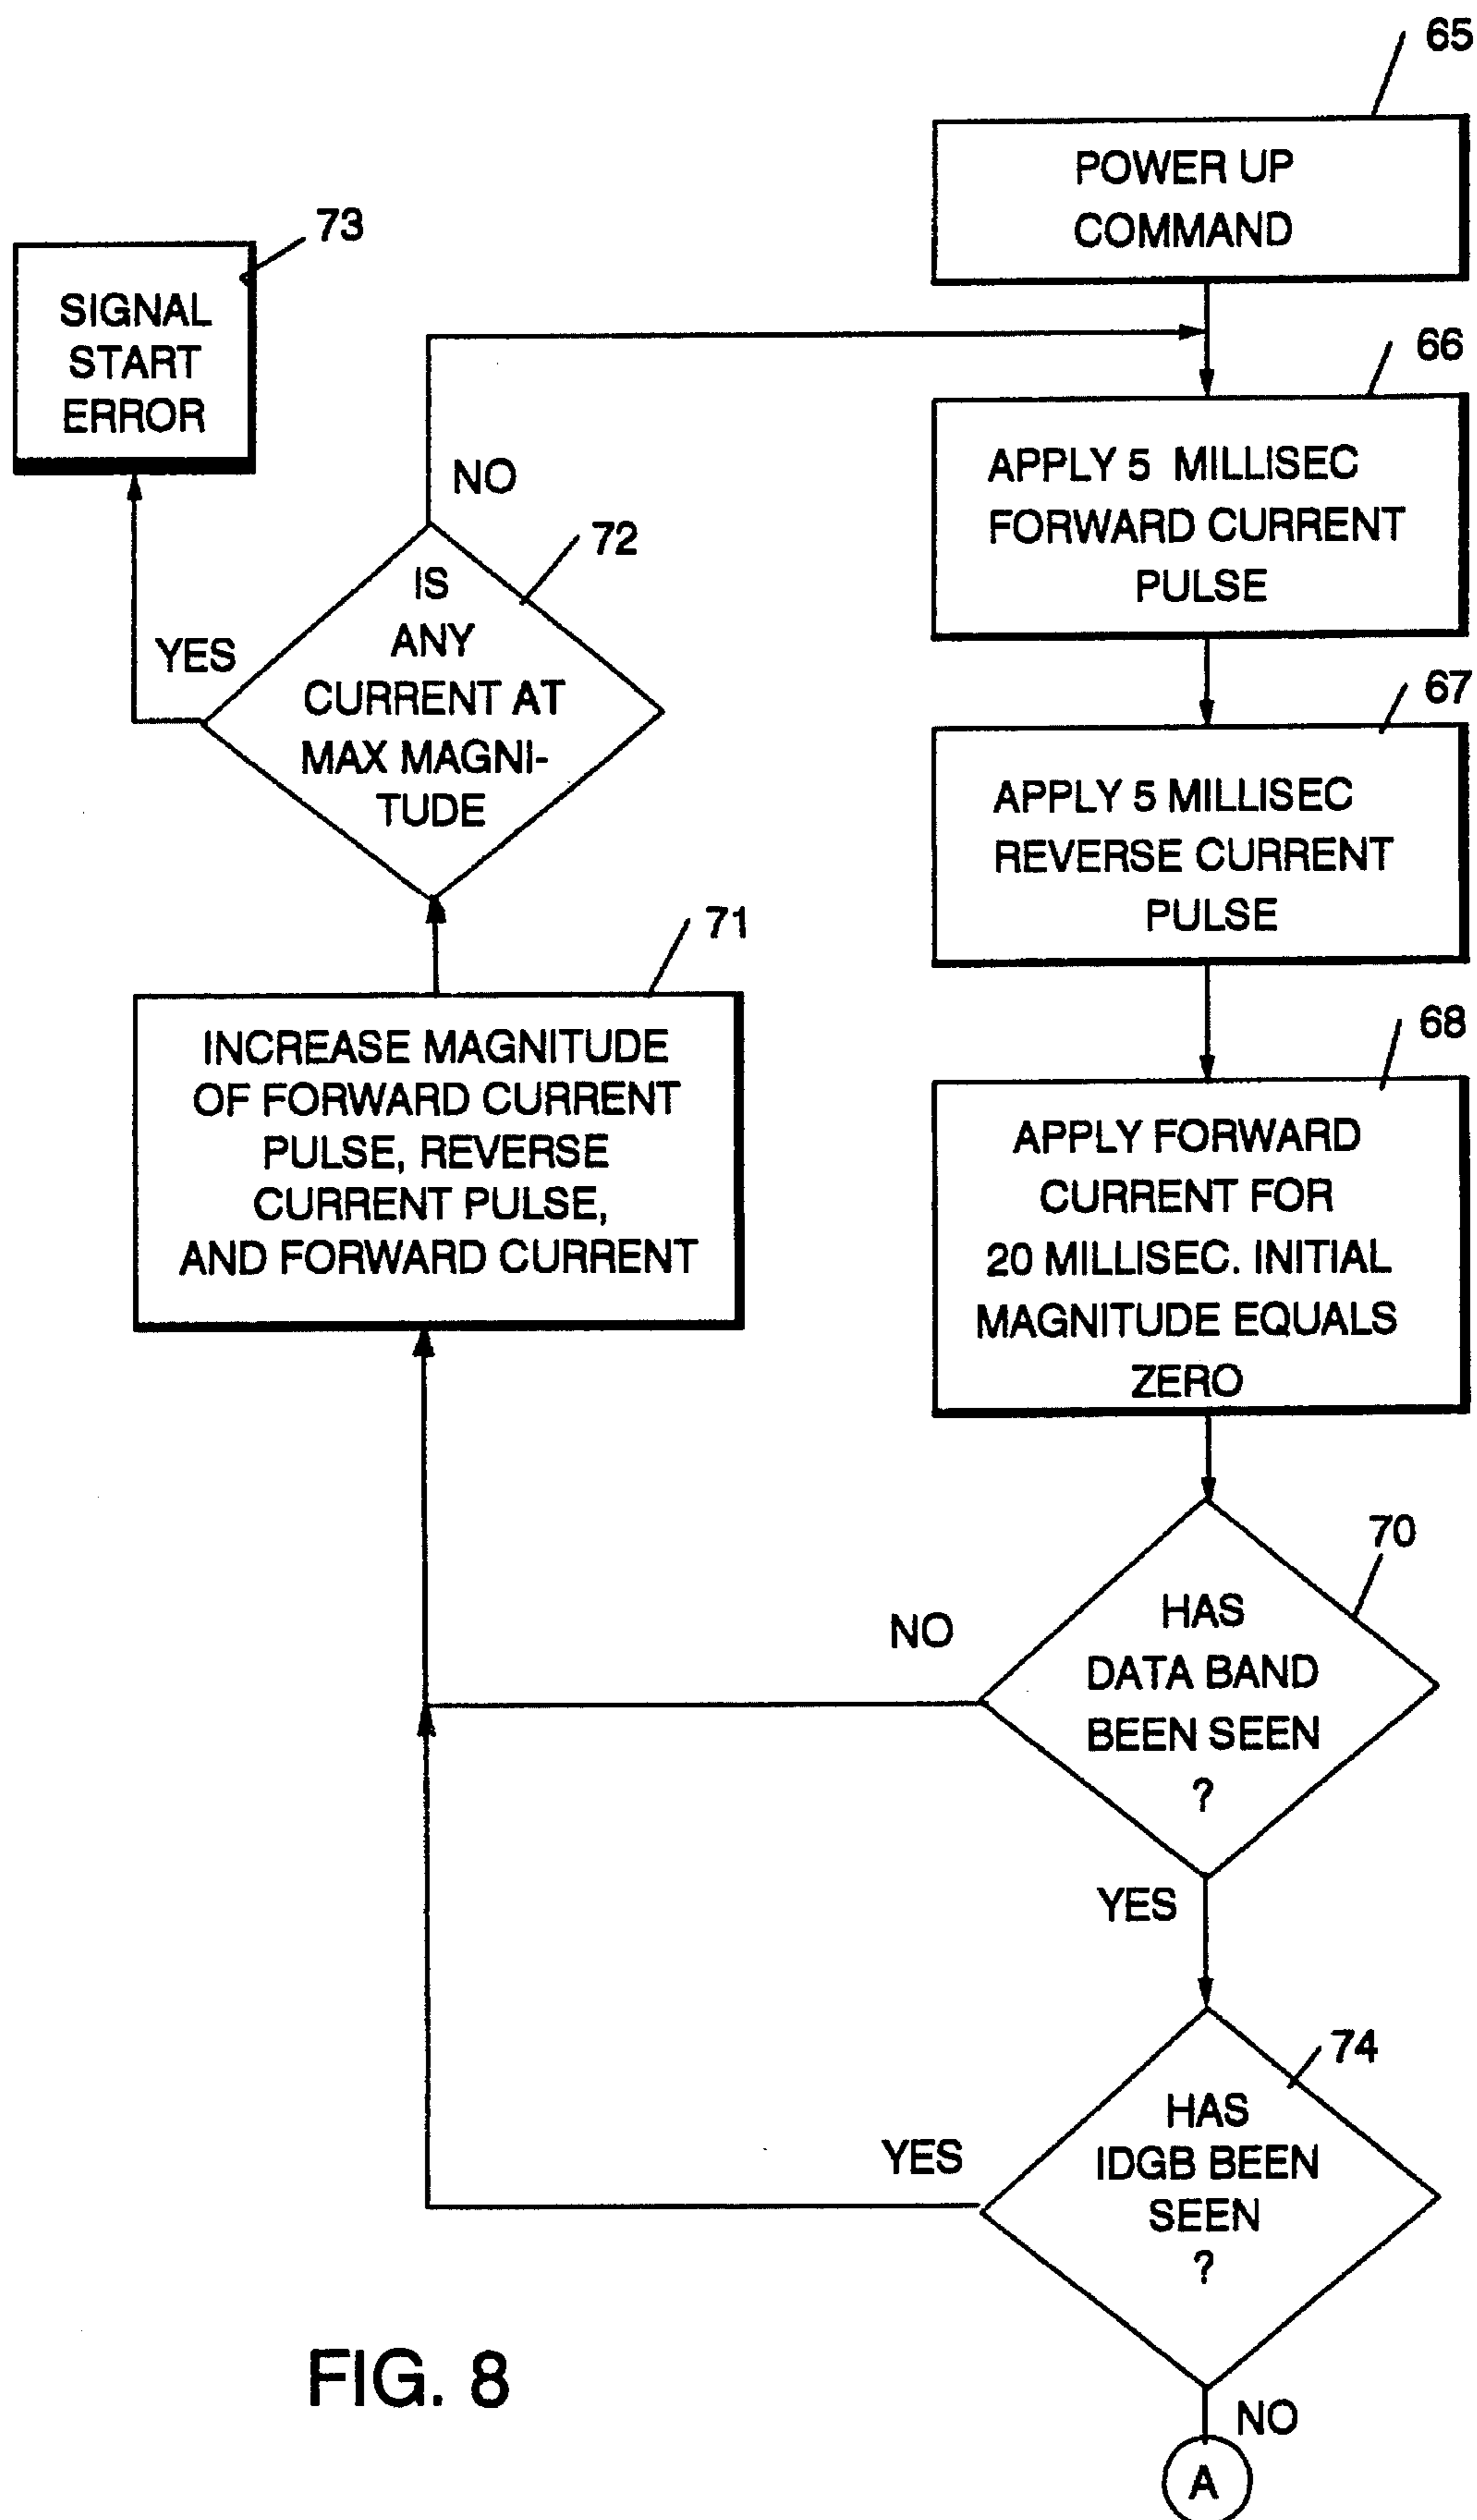 65
POWER UP
COMMAND
66
APPLY 5 MILLISEC
FORWARD CURRENT
PULSE
67
APPLY 5 MILLISEC
REVERSE CURRENT
PULSE
68
APPLY FORWARD
CURRENT FOR
20 MILLISEC. INITIAL
MAGNITUDE EQUALS
ZERO
70
HAS
DATA BAND
BEEN SEEN
?
NO
YES
74
HAS
IDGB BEEN
SEEN
?
YES
NO
A
71
INCREASE MAGNITUDE
OF FORWARD CURRENT
PULSE, REVERSE
CURRENT PULSE,
AND FORWARD CURRENT
72
IS
ANY
CURRENT AT
MAX MAGNI-
TUDE
NO
YES
73
SIGNAL
START
ERROR
FIG. 8